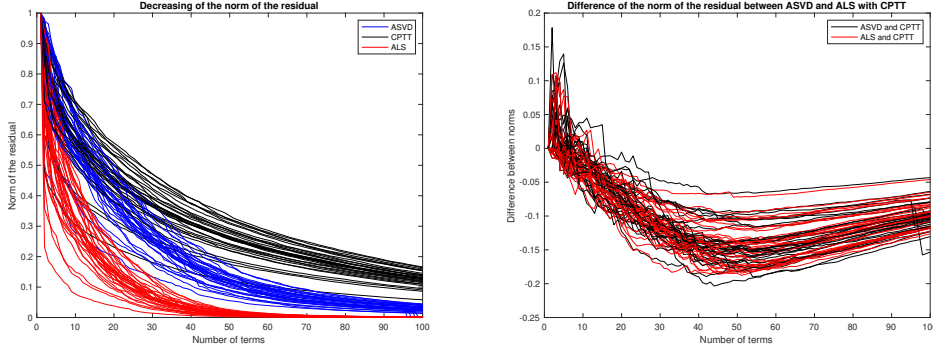 Decreasing of the norm of the residual
1
0.9
0.8
0.7
0.6
0.5
0.4
0.3
0.2
0.1
0
Norm of the residual
ASVD
CPTT
ALS
0 10 20 30 40 50 60 70 80 90 100
Number of terms
Difference of the norm of the residual between ASVD and ALS with CPTT
0.2
0.15
0.1
0.05
0
-0.05
-0.1
-0.15
-0.2
-0.25
Difference between norms
ASVD and CPTT
ALS and CPTT
0 10 20 30 40 50 60 70 80 90 100
Number of terms